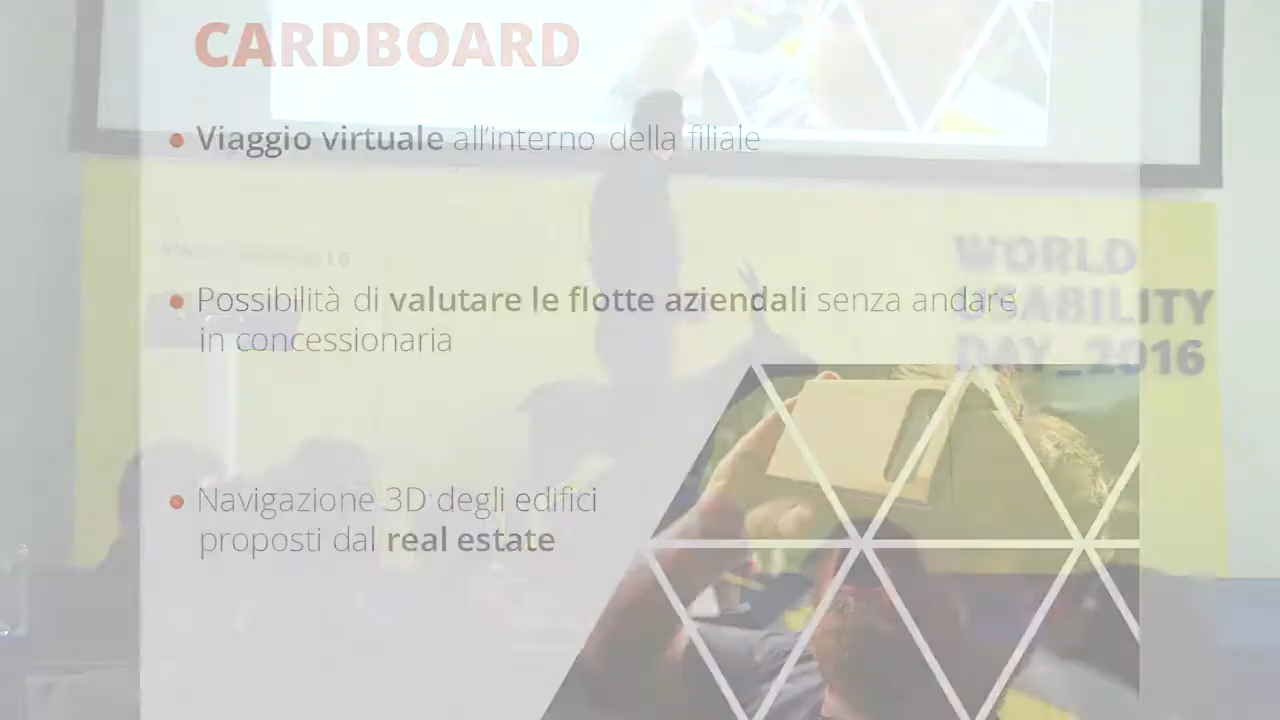 CARDBOARD
Viaggio virtuale all'interno della filiale
WORLD
USABILITY
DAY_2016
Possibilità di valutare le flotte aziendali senza andare
in concessionaria
Navigazione 3D degli edifici
proposti dal real estate